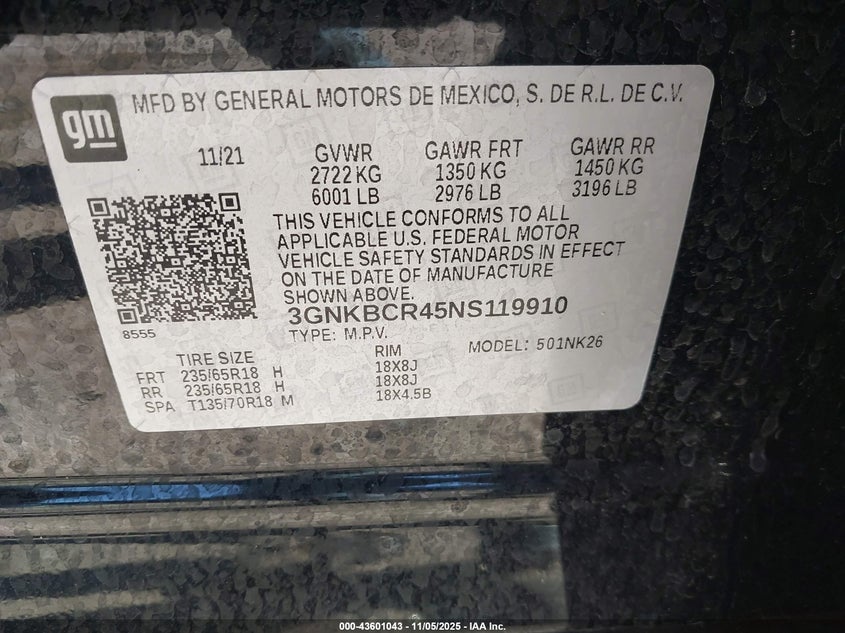 gm
MFD BY GENERAL MOTORS DE MEXICO, S. DE R.L. DE C.V.
11/21 GVWR GAWR FRT GAWR RR
2722 KG 1350 KG 1450 KG
6001 LB 2976 LB 3196 LB
THIS VEHICLE CONFORMS TO ALL
APPLICABLE U.S. FEDERAL MOTOR
VEHICLE SAFETY STANDARDS IN EFFECT
ON THE DATE OF MANUFACTURE
SHOWN ABOVE.
3GNKBCR45NS119910
8555
TYPE: M.P.V.
MODEL: 501NK26
TIRE SIZE RIM
FRT 235/65R18 H 18X8J
RR 235/65R18 H 18X8J
SPA T135/70R18 M 18X4.5B
000-43601043 - 11/05/2025 - IAA Inc.